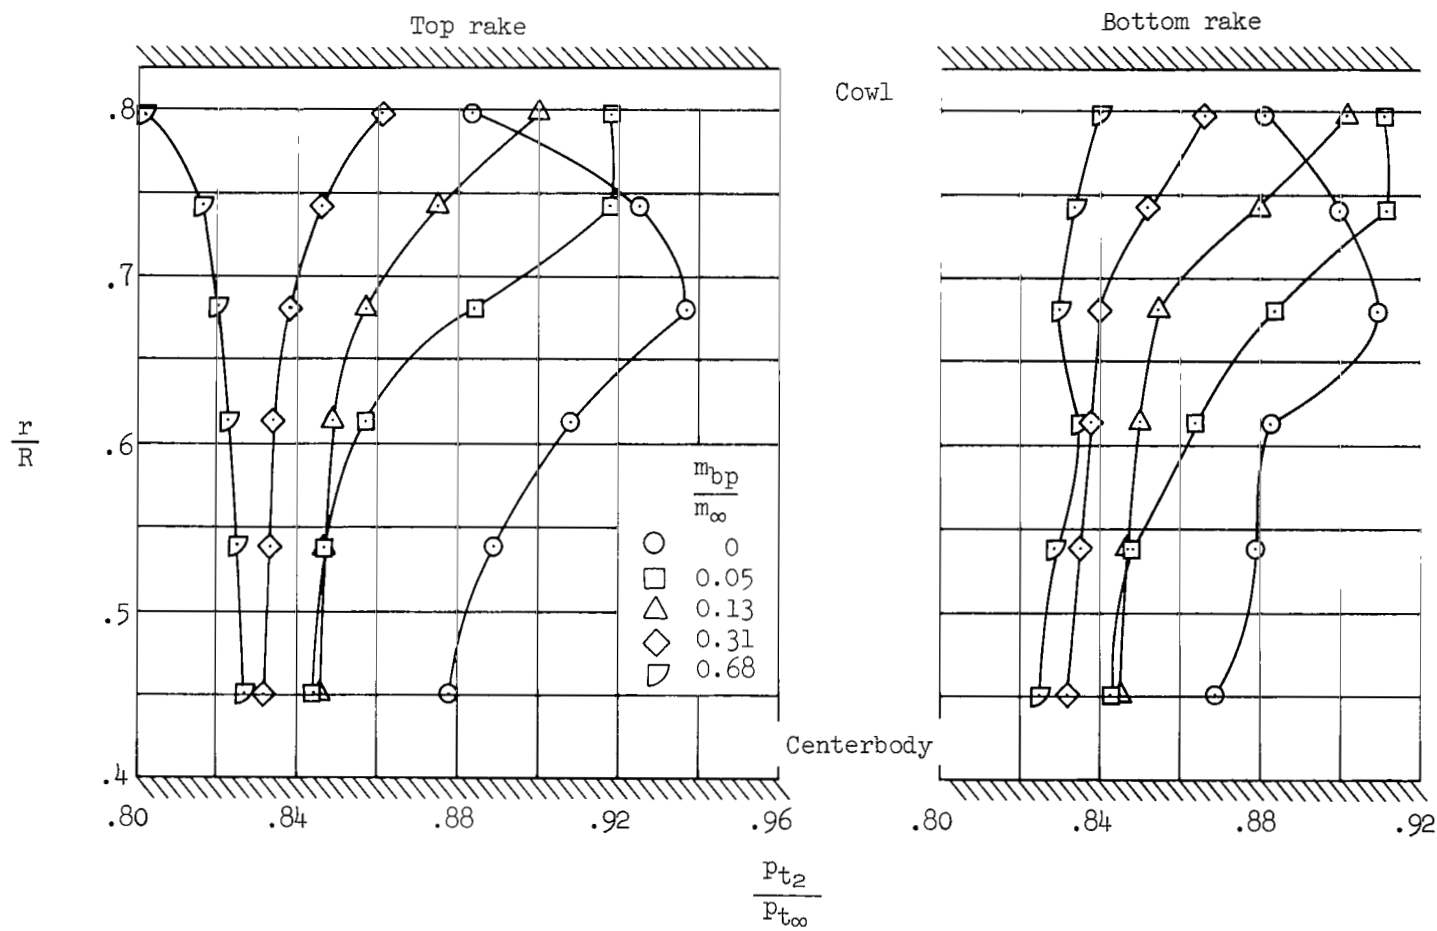 Top rake
Bottom rake
Cowl
.8
.7
.6
.5
.4
r
R
m_bp
m_∞
0
0.05
0.13
0.31
0.68
Centerbody
.80 .84 .88 .92 .96
.80 .84 .88 .92
p_t2
p_t∞